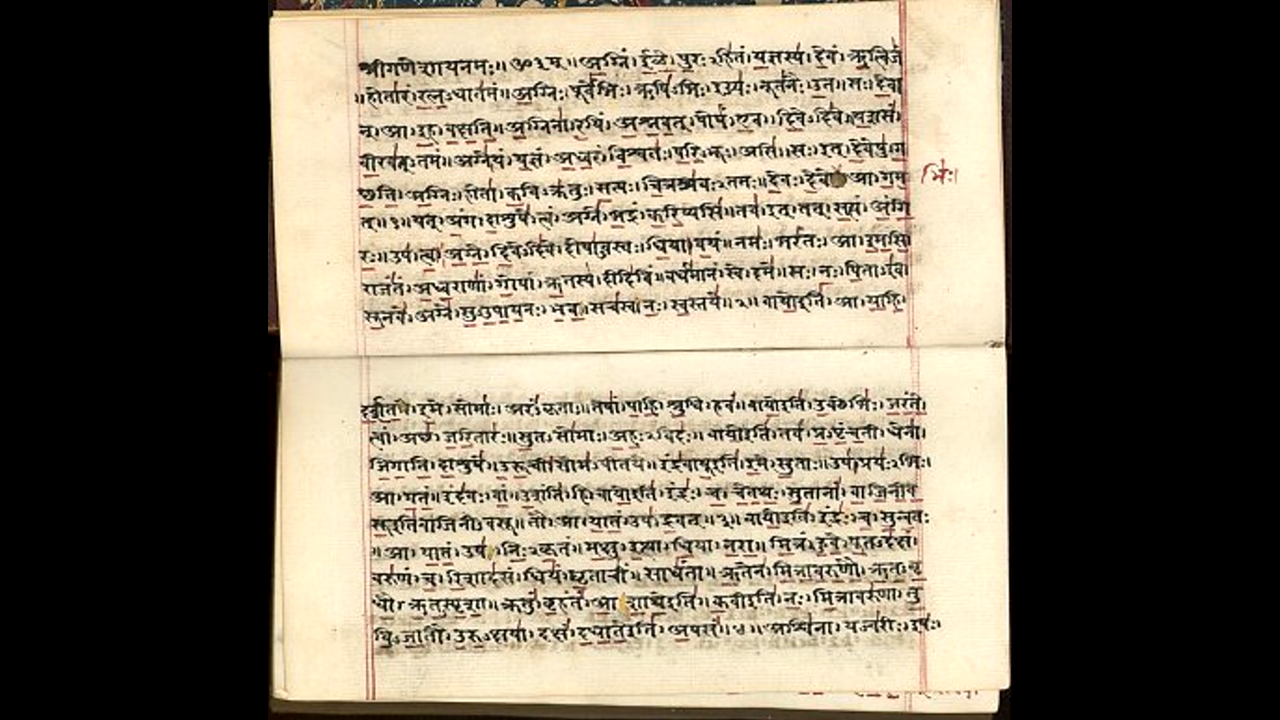 श्रीगणेशायनमः॥ ॐ३म्॥ अग्निं। ईळे। पुरःऽहितं। यज्ञस्य। देवं। ऋत्विजं
॥होतारं। रत्नऽधातमं॥ अग्निः। पूर्वेभिः। ऋषिऽभिः। ईड्यः। नूतनैः। उत॥ सः। देवा
न्। आ। इह। वक्षति॥ अग्निना। रयिं। अश्नवत्। पोषं। एव। दिवेऽदिवे॥ यशसं।
वीरवत्ऽतमं॥ अग्ने। यं। यज्ञं। अध्वरं। विश्वतः। परिऽभूः। असि॥ सः। इत्। देवेषु। ग
च्छति। अग्निः। होता। कविऽक्रतुः। सत्यः। चित्रश्रवःऽतमः॥ देवः। देवे आ। गम
भिः।
त्॥१॥ यत्। अंग। दाशुषे। त्वं। अग्ने। भद्रं। करिष्यसि॥ तव। इत्। तत्। सत्यं। अंगि
रः॥ उप। त्वा। अग्ने। दिवेऽदिवे। दोषाऽवस्तः। धिया। वयं॥ नमः। भरंतः। आ। इमसि।
राजंतं। अध्वराणां। गोपां। ऋतस्य। दीदिविं॥ वर्धमानं। स्वे। दमे॥ सः। नः। पिताऽइव।
सूनवे। अग्ने। सुऽउपायनः। भव॥ सचस्व। नः। स्वस्तये॥२॥ वायोइति। आ। याहि।
दर्शत। इमे। सोमाः। अरंऽकृताः॥ तेषां। पाहि। श्रुधि। हवं॥ वायोइति। उक्थेभिः। जरंते।
त्वां। अच्छ। जरितारः॥ सुतऽसोमाः। अहःऽविदः॥ वायोइति। तव। प्रऽपृंचती। धेना।
जिगाति। दाशुषे॥ उरूची। सोमऽपीतये॥ इंद्रवायूइति। इमे। सुताः॥ उप। प्रयःऽभिः।
आ। गतं॥ इंदवः। वां। उशंति। हि। वायोइति। इंद्रः। च। चेतथः। सुतानां। वाजिनीव
सूइतिवाजिनीऽवसू॥ तौ। आ। यातं। उप। द्रवत्॥३॥ वायोइति। इंद्रः। च। सुन्वतः
॥ आ। यातं। उप। निःऽकृतं॥ मक्षु। इत्था। धिया। नरा॥ मित्रं। हुवे। पूतऽदक्षं।
वरुणं। च। रिशादसं। धियं। घृताचीं। साधंता॥ ऋतेन। मित्रावरुणौ। ऋतऽवृ
धौ। ऋतऽस्पृशा॥ क्रतुं। बृहंतं। आशाथेइति॥ कवीइति। नः। मित्रावरुणा। तु
विऽजातौ। उरुऽक्षया। दक्षं। दधातेइति। अपसं॥४॥ अश्विना। यज्वरीः। इषः।